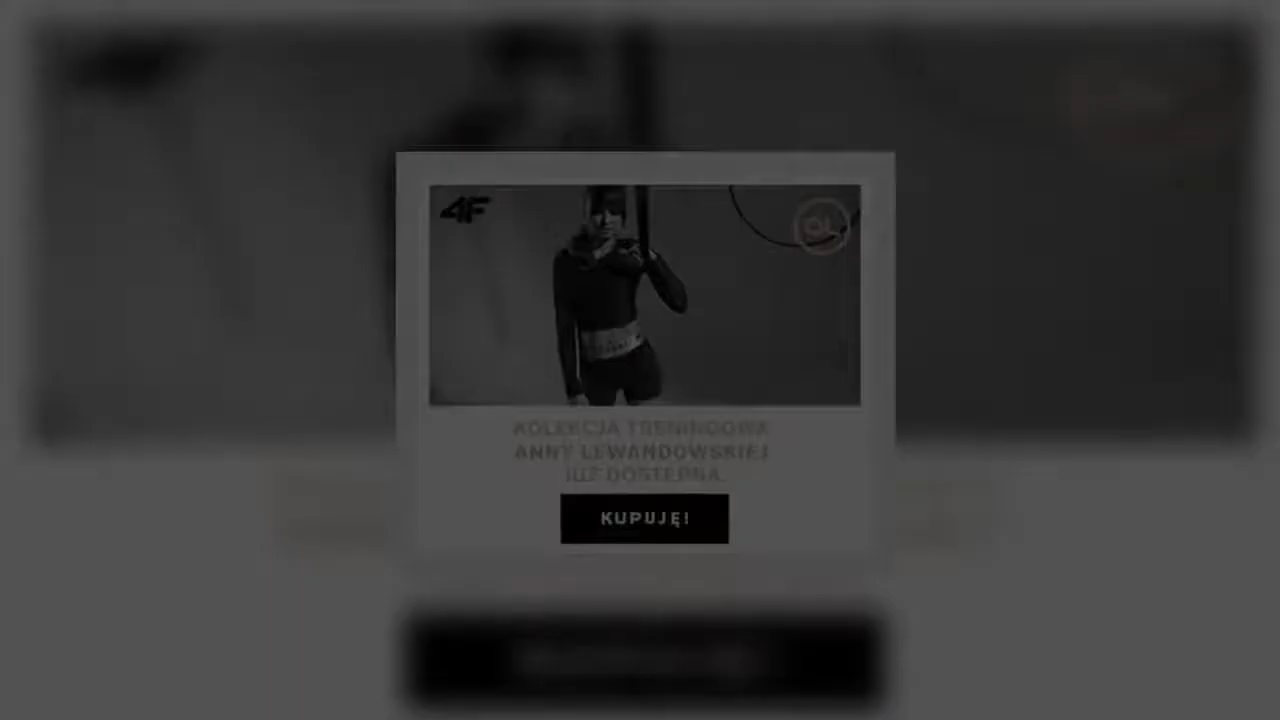 4F
KOLEKCJA TRENINGOWA
ANNY LEWANDOWSKIEJ
JUŻ DOSTĘPNA.
KUPUJĘ!